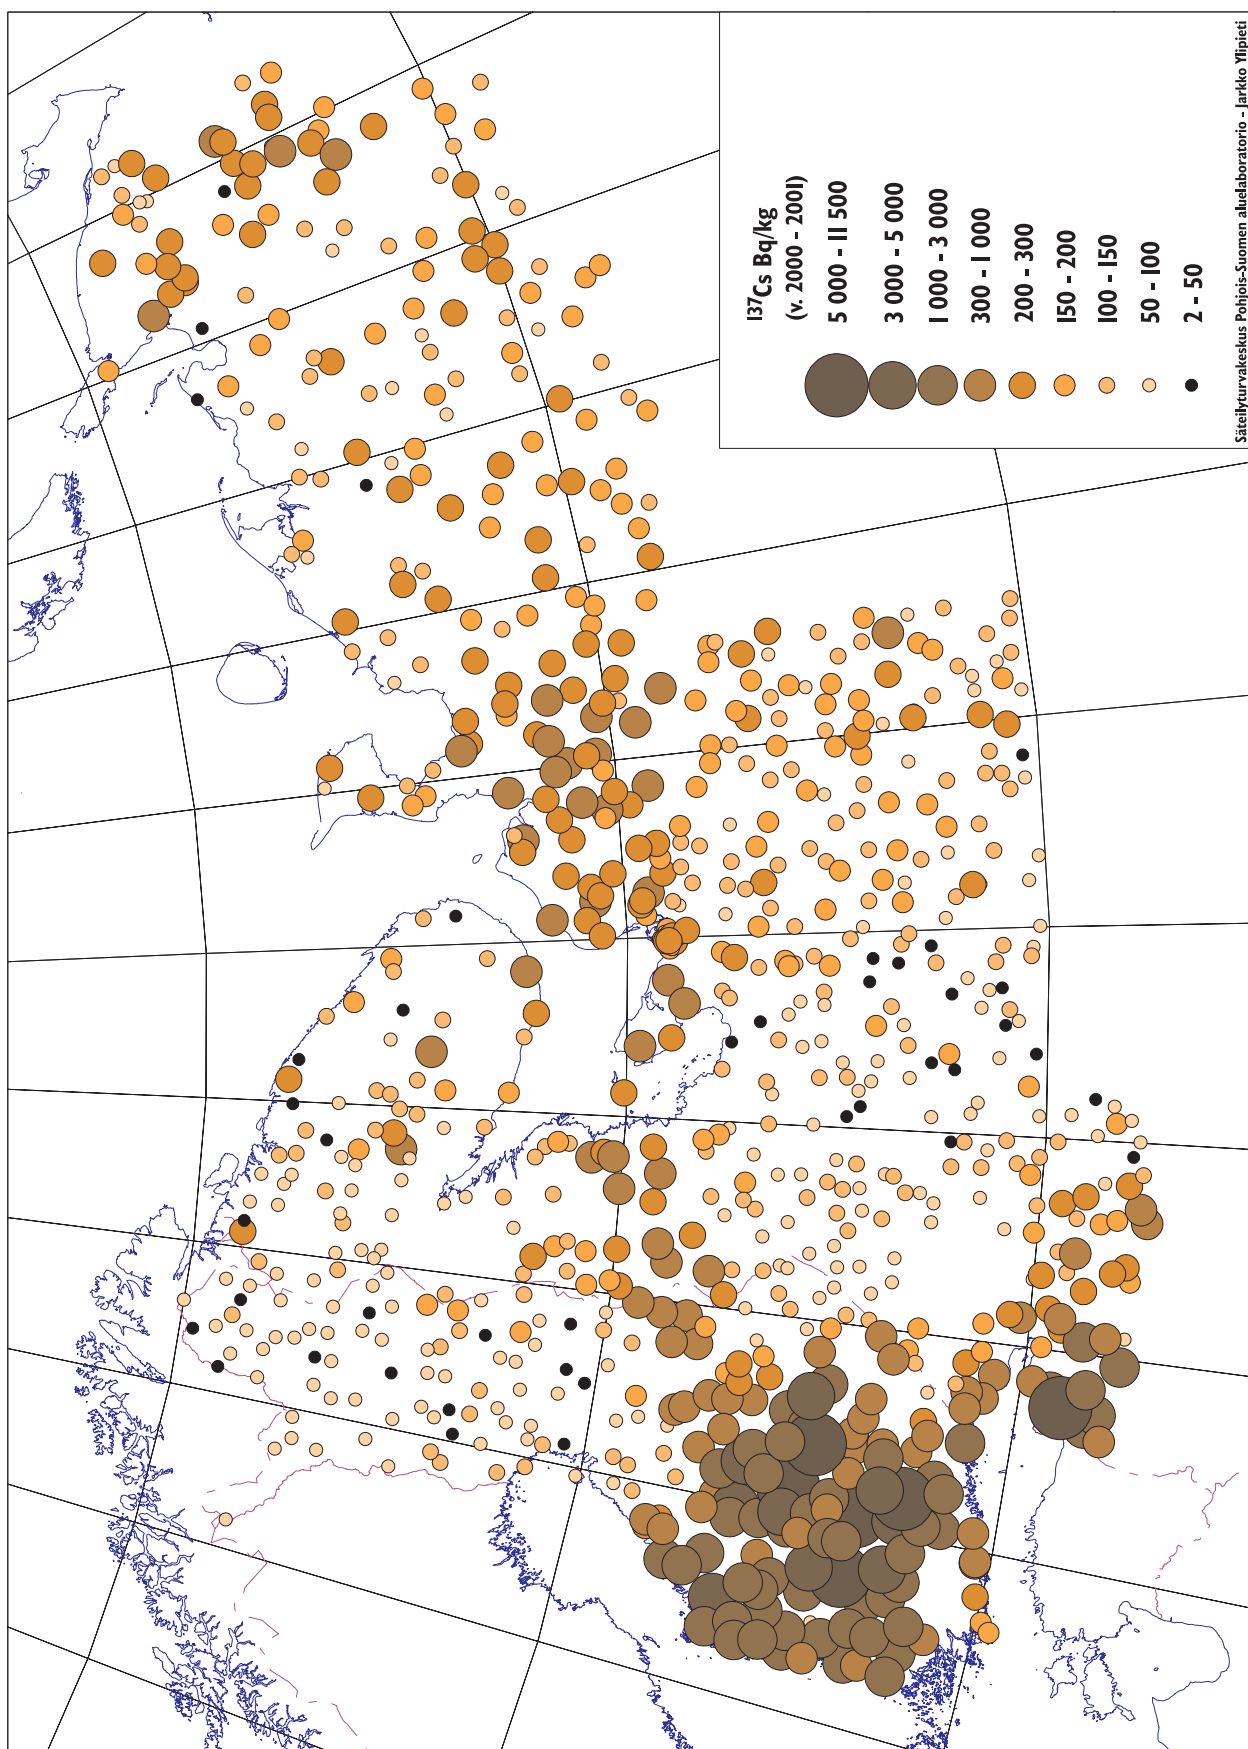 137Cs Bq/kg
(v. 2000 - 2001)
5 000 - 11 500
3 000 - 5 000
1 000 - 3 000
300 - 1 000
200 - 300
150 - 200
100 - 150
50 - 100
2 - 50
Säteilyturvakeskus Pohjois-Suomen aluelaboratorio - Jarkko Ylipieti